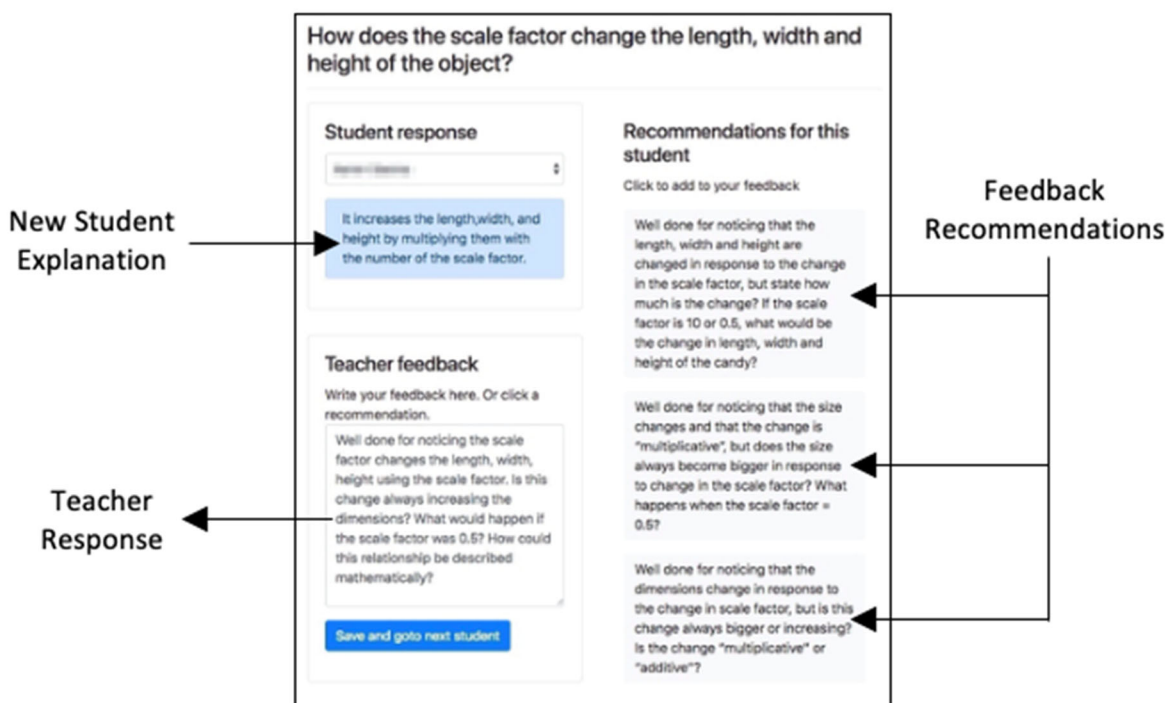 How does the scale factor change the length, width and
height of the object?
New Student
Explanation
Student response
It increases the length,width, and
height by multiplying them with
the number of the scale factor.
Teacher
Response
Teacher feedback
Write your feedback here. Or click a
recommendation.
Well done for noticing the scale
factor changes the length, width,
height using the scale factor. Is this
change always increasing the
dimensions? What would happen if
the scale factor was 0.5? How could
this relationship be described
mathematically?
Save and goto next student
Recommendations for this
student
Click to add to your feedback
Well done for noticing that the
length, width and height are
changed in response to the change
in the scale factor, but state how
much is the change? If the scale
factor is 10 or 0.5, what would be
the change in length, width and
height of the candy?
Well done for noticing that the size
changes and that the change is
"multiplicative", but does the size
always become bigger in response
to change in the scale factor? What
happens when the scale factor =
0.5?
Well done for noticing that the
dimensions change in response to
the change in scale factor, but is this
change always bigger or increasing?
Is the change "multiplicative" or
"additive"?
Feedback
Recommendations